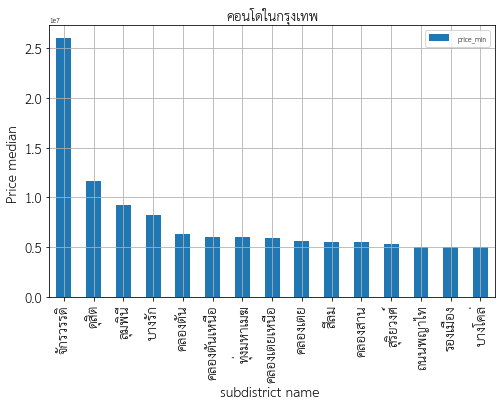 คอนโดในกรุงเทพ
1e7
price_min
2.5
2.0
1.5
1.0
0.5
0.0
Price median
จักรวรรดิ
ดุสิต
ลุมพินี
บางรัก
คลองตัน
คลองตันเหนือ
ทุ่งมหาเมฆ
คลองเตยเหนือ
คลองเตย
สีลม
คลองสาน
สุริยวงศ์
ถนนพญาไท
รองเมือง
บางโคล่
subdistrict name